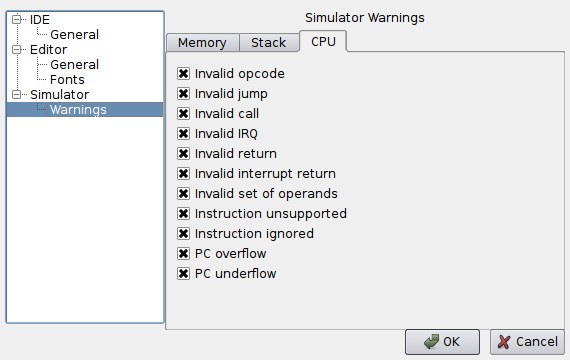 IDE
General
Editor
General
Fonts
Simulator
Warnings
Simulator Warnings
Memory Stack CPU
Invalid opcode
Invalid jump
Invalid call
Invalid IRQ
Invalid return
Invalid interrupt return
Invalid set of operands
Instruction unsupported
Instruction ignored
PC overflow
PC underflow
OK Cancel